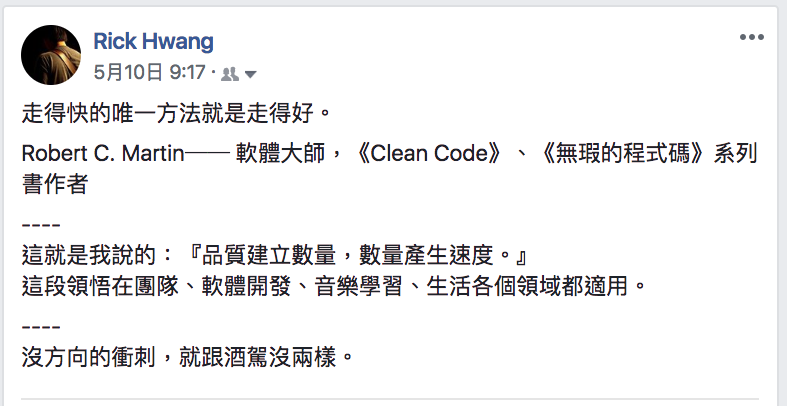 Rick Hwang
5月10日 9:17 ·
走得快的唯一方法就是走得好。
Robert C. Martin—— 軟體大師，《Clean Code》、《無瑕的程式碼》系列
書作者
----
這就是我說的：『品質建立數量，數量產生速度。』
這段領悟在團隊、軟體開發、音樂學習、生活各個領域都適用。
----
沒方向的衝刺，就跟酒駕沒兩樣。